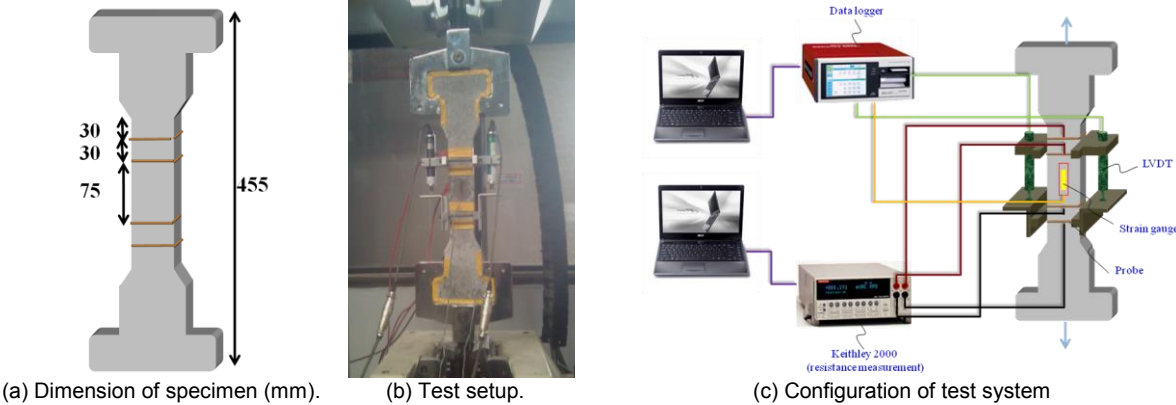 30
30
75
455
(a) Dimension of specimen (mm).
(b) Test setup.
Data logger
LVDT
Strain gauge
Probe
Keithley 2000
(resistance measurement)
(c) Configuration of test system